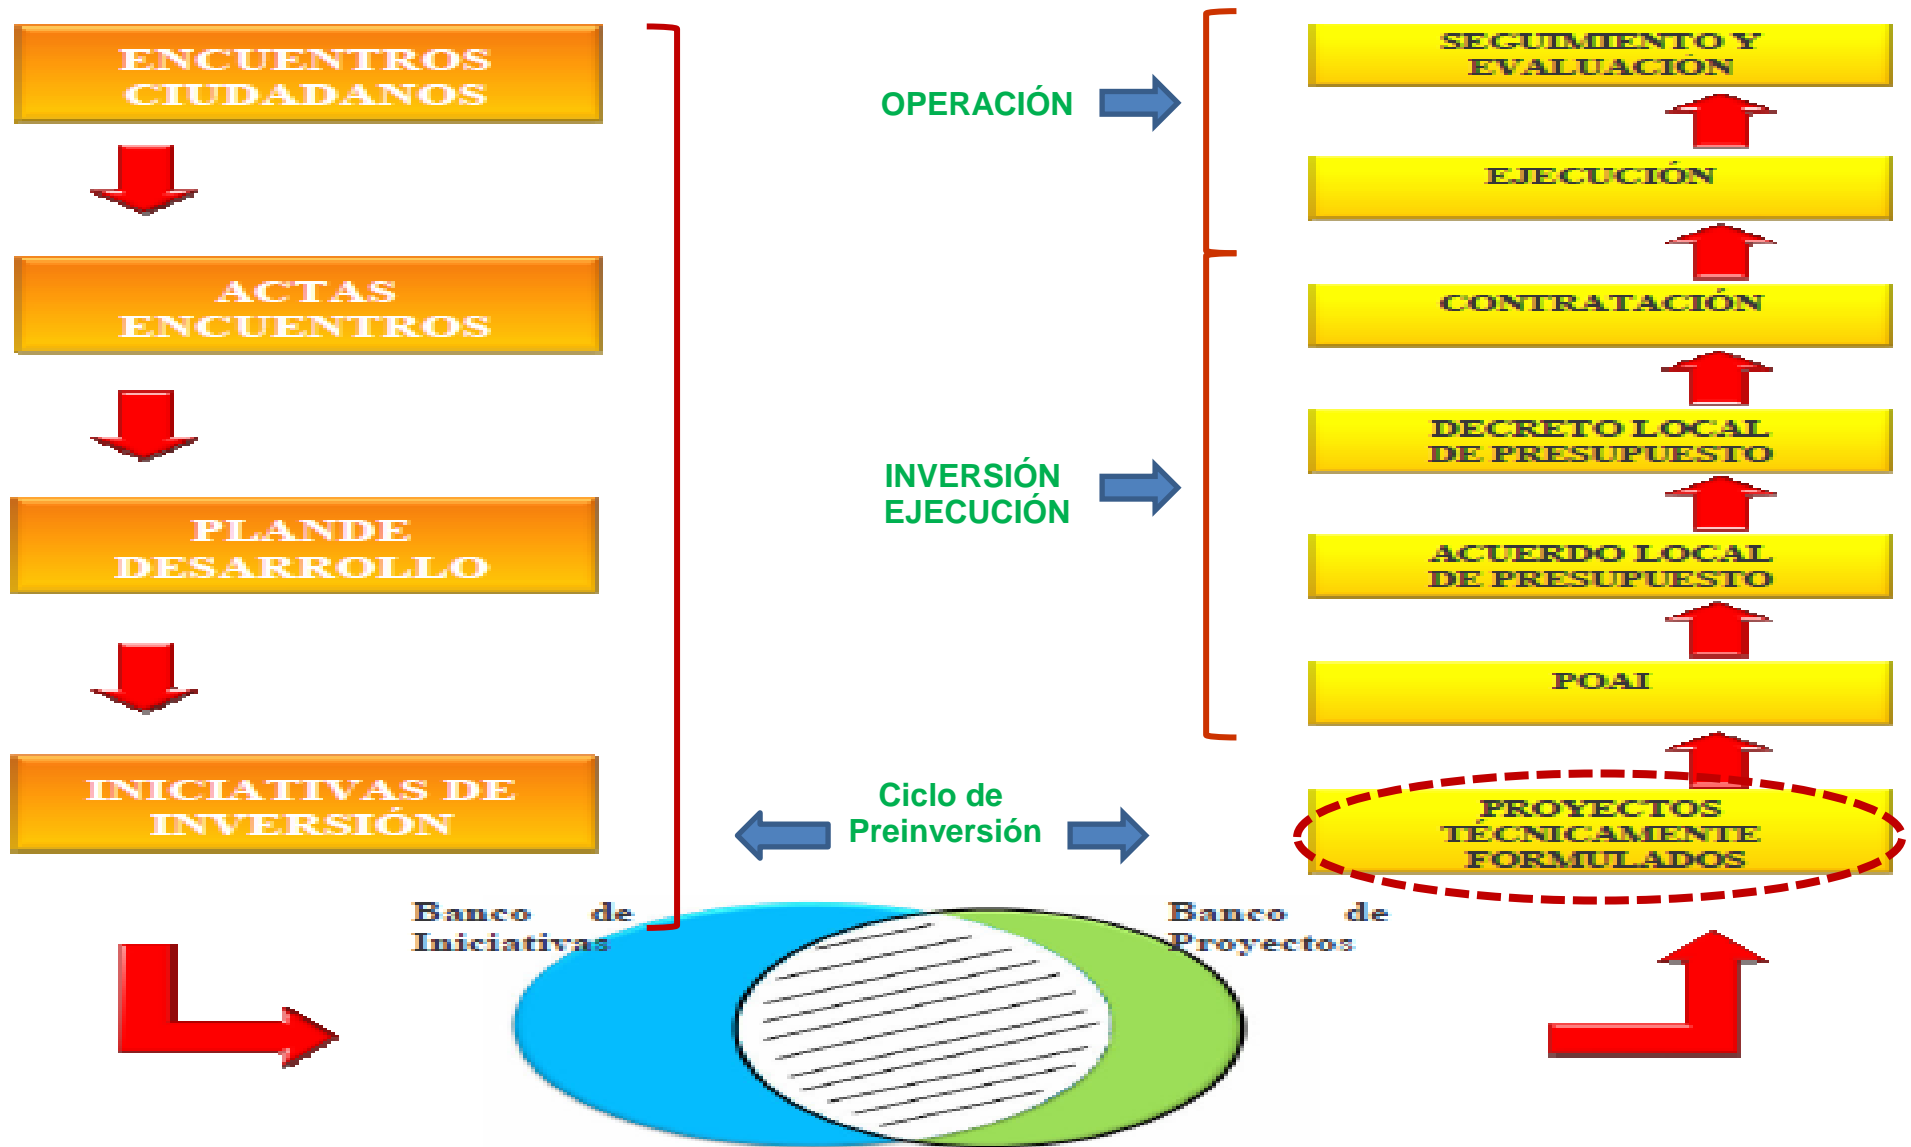 ENCUENTROS
CIUDADANOS
ACTAS
ENCUENTROS
PLANDE
DESARROLLO
INICIATIVAS DE
INVERSIÓN
Banco de
Iniciativas
OPERACIÓN
INVERSIÓN
EJECUCIÓN
Ciclo de
Preinversión
Banco de
Proyectos
SEGUIMIENTO Y
EVALUACIÓN
EJECUCIÓN
CONTRATACIÓN
DECRETO LOCAL
DE PRESUPUESTO
ACUERDO LOCAL
DE PRESUPUESTO
POAI
PROYECTOS
TÉCNICAMENTE
FORMULADOS